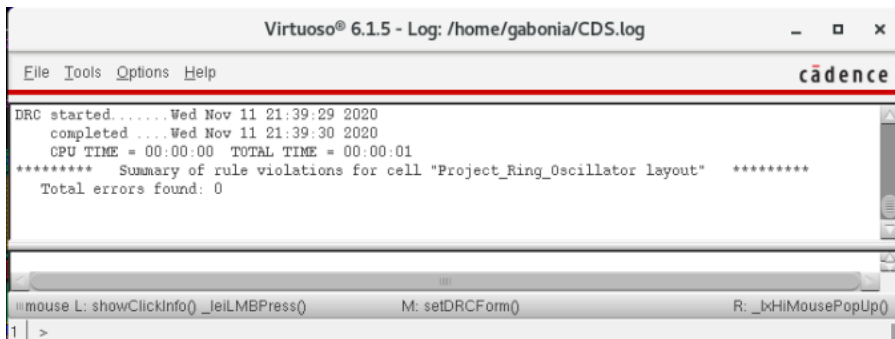 Virtuoso® 6.1.5 - Log: /home/gabonia/CDS.log
File Tools Options Help
cādence
DRC started.......Wed Nov 11 21:39:29 2020
completed ....Wed Nov 11 21:39:30 2020
CPU TIME = 00:00:00 TOTAL TIME = 00:00:01
********* Summary of rule violations for cell "Project_Ring_Oscillator layout" *********
Total errors found: 0
mouse L: showClickInfo() _leiLMBPress() M: setDRCForm() R: _lxHiMousePopUp()
1 >